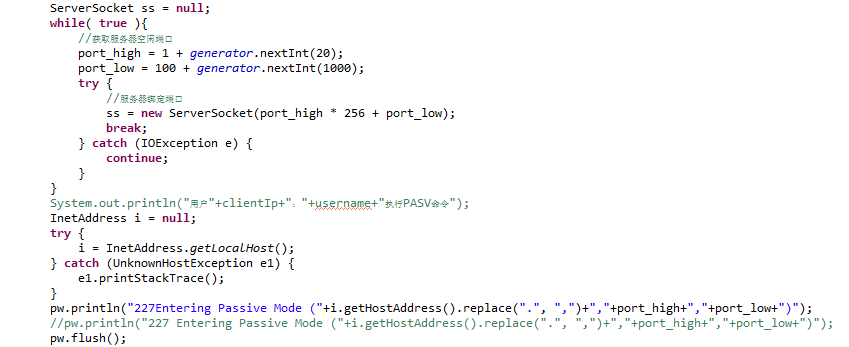 ServerSocket ss = null;
while( true ){
//获取服务器空闲端口
port_high = 1 + generator.nextInt(20);
port_low = 100 + generator.nextInt(1000);
try {
//服务器绑定端口
ss = new ServerSocket(port_high * 256 + port_low);
break;
} catch (IOException e) {
continue;
}
}
System.out.println("用户"+clientIp+"："+username+"执行PASV命令");
InetAddress i = null;
try {
i = InetAddress.getLocalHost();
} catch (UnknownHostException e1) {
e1.printStackTrace();
}
pw.println("227Entering Passive Mode ("+i.getHostAddress().replace(".", ",")+","+port_high+","+port_low+")");
//pw.println("227 Entering Passive Mode ("+i.getHostAddress().replace(".", ",")+","+port_high+","+port_low+")");
pw.flush();